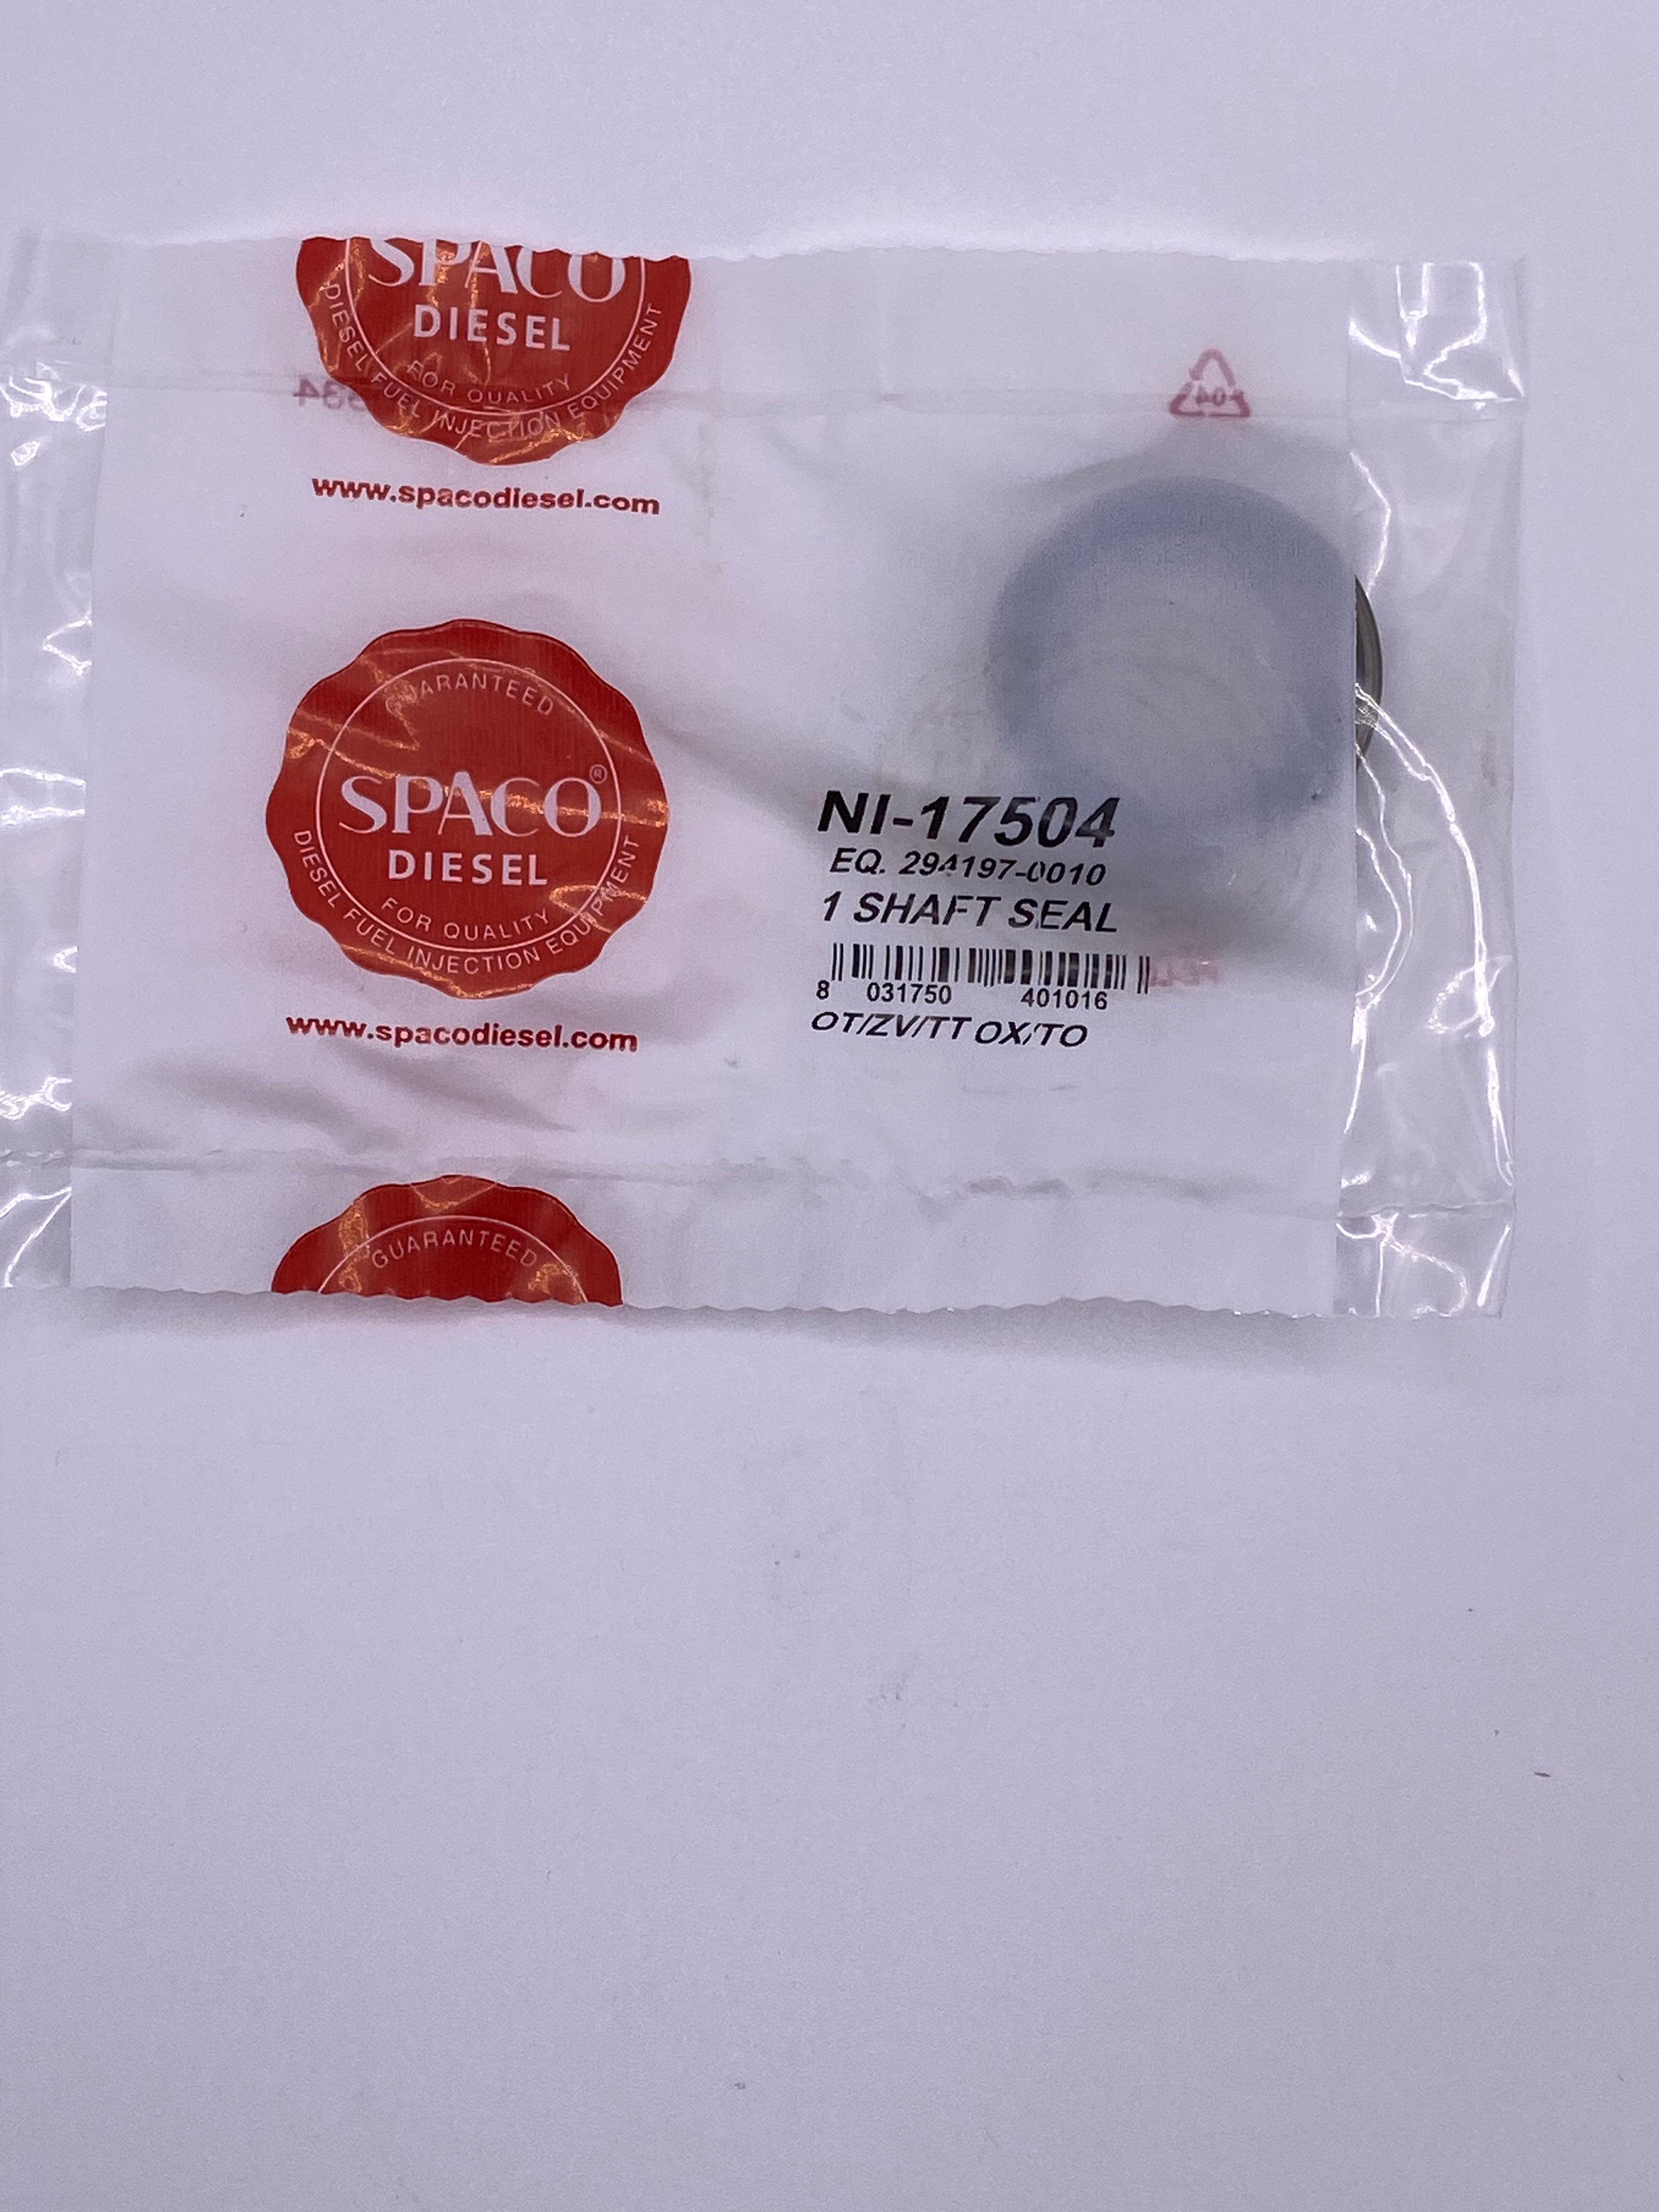 SPACO
DIESEL
FOR QUALITY
DIESEL FUEL INJECTION EQUIPMENT
www.spacodiesel.com
04
GUARANTEED
SPACO®
DIESEL
FOR QUALITY
DIESEL FUEL INJECTION EQUIPMENT
www.spacodiesel.com
NI-17504
EQ. 294197-0010
1 SHAFT SEAL
8 031750 401016
OT/ZV/TT OX/TO
GUARANTEED